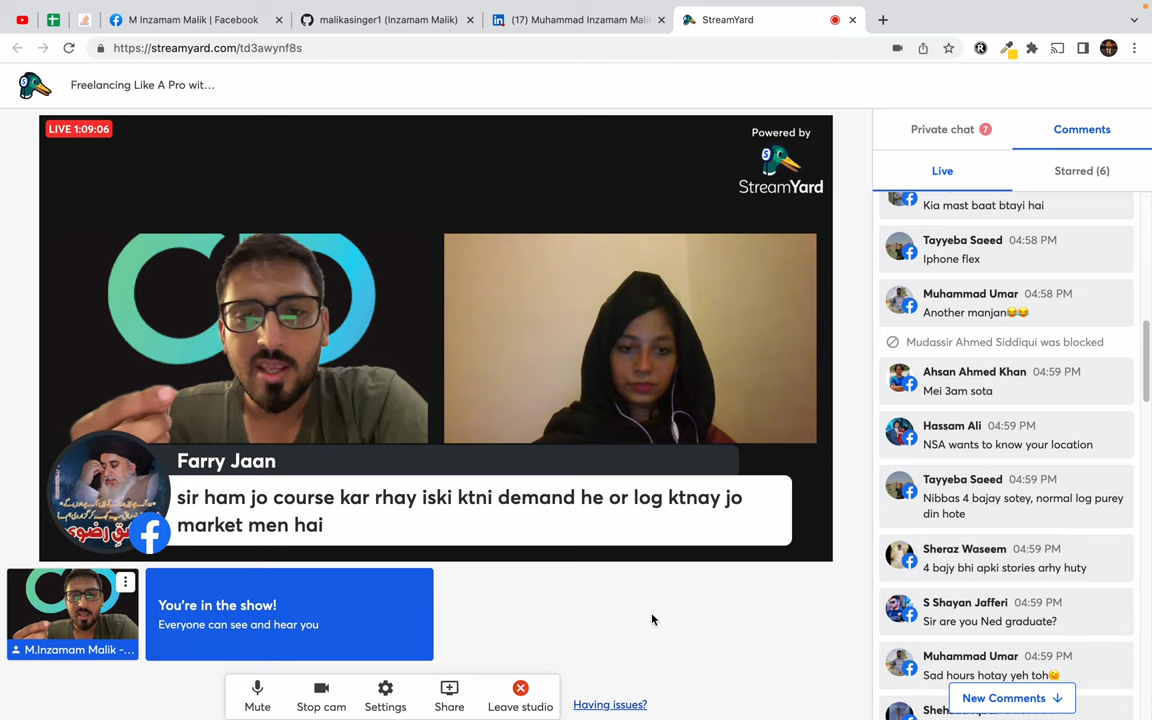 M Inzamam Malik | Facebook
malikasinger1 (Inzamam Malik)
(17) Muhammad Inzamam Mali
StreamYard
https://streamyard.com/td3awynf8s
Freelancing Like A Pro wit...
LIVE 1:09:06
Powered by
StreamYard
Farry Jaan
sir ham jo course kar rhay iski ktni demand he or log ktnay jo
market men hai
You're in the show!
Everyone can see and hear you
M.Inzamam Malik -...
Mute
Stop cam
Settings
Share
Leave studio
Having issues?
Private chat 7
Comments
Live
Starred (6)
Kia mast baat btayi hai
Tayyeba Saeed 04:58 PM
Iphone flex
Muhammad Umar 04:58 PM
Another manjan😂😂
Mudassir Ahmed Siddiqui was blocked
Ahsan Ahmed Khan 04:59 PM
Mei 3am sota
Hassam Ali 04:59 PM
NSA wants to know your location
Tayyeba Saeed 04:59 PM
Nibbas 4 bajay sotey, normal log purey
din hote
Sheraz Waseem 04:59 PM
4 bajy bhi apki stories arhy huty
S Shayan Jafferi 04:59 PM
Sir are you Ned graduate?
Muhammad Umar 04:59 PM
Sad hours hotay yeh toh🫠
New Comments